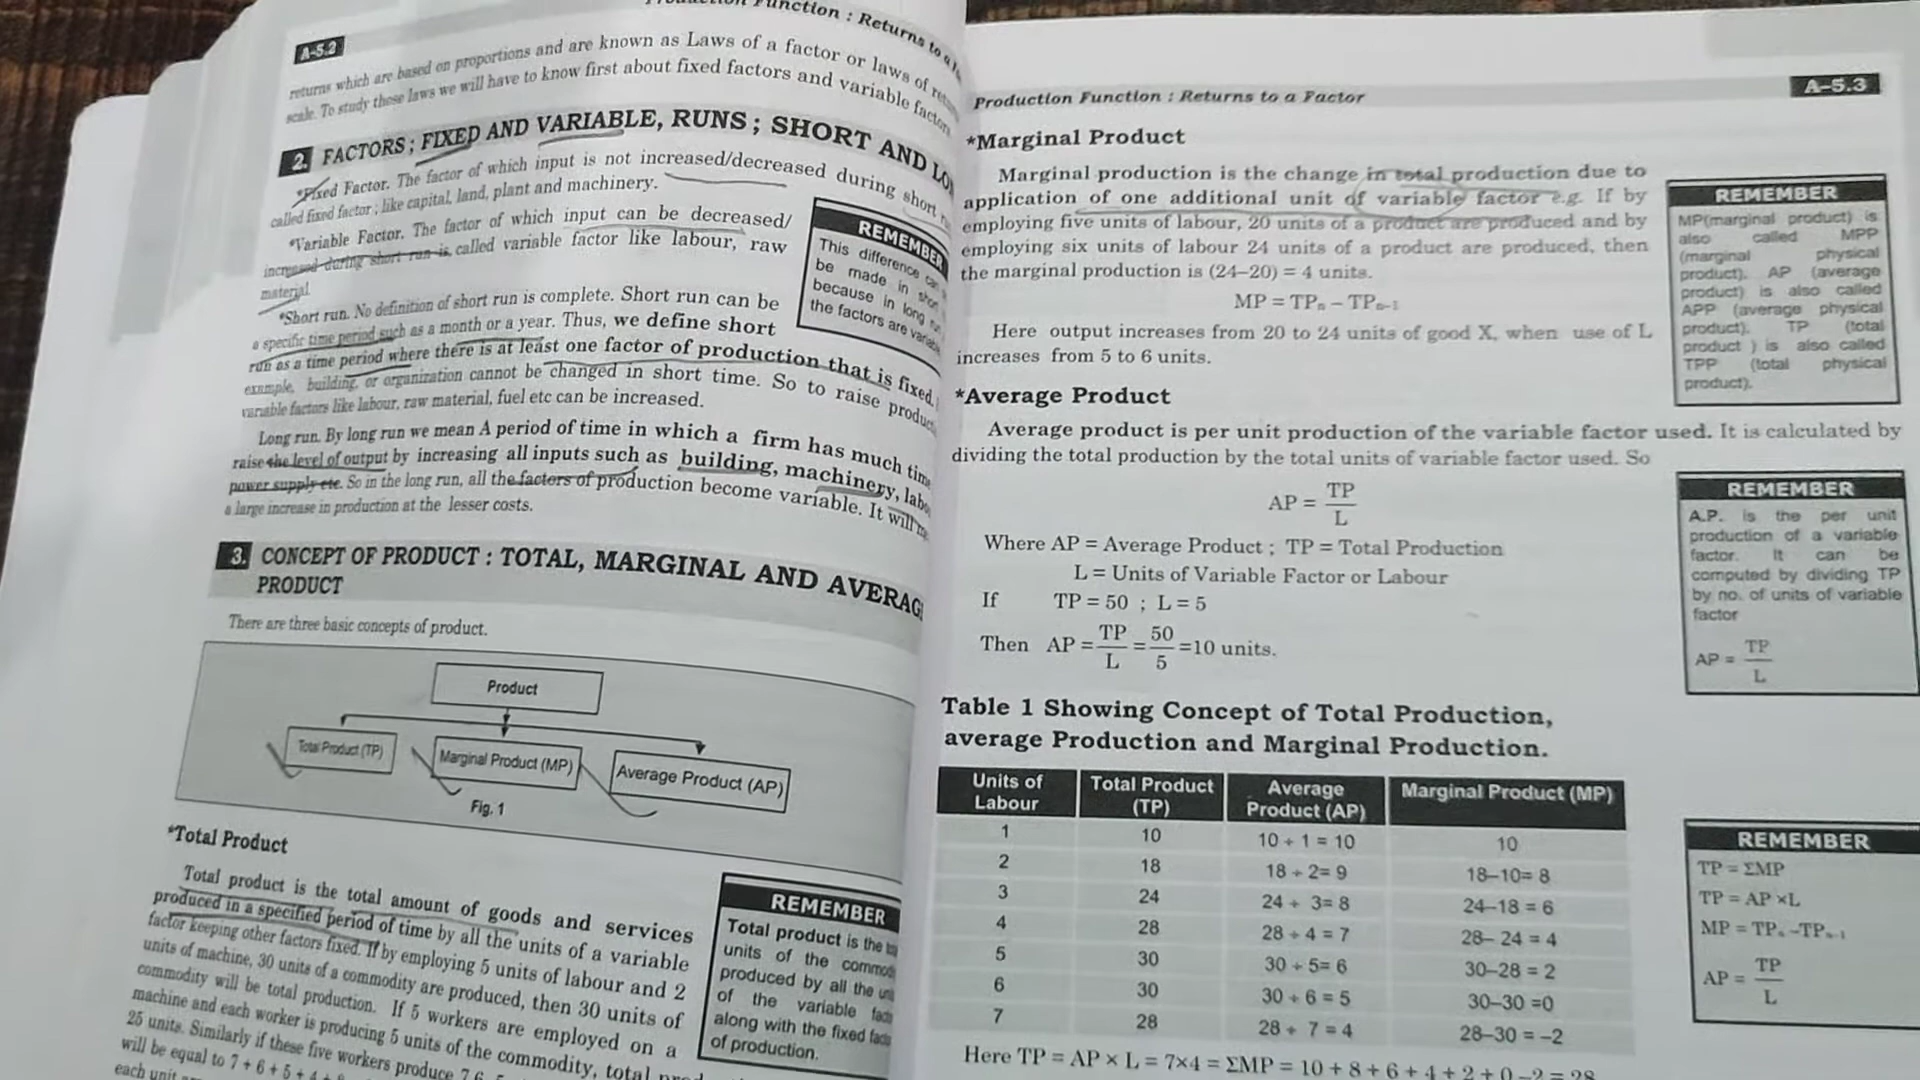 A-5.2
Function : Returns to a
returns which are based on proportions and are known as Laws of a factor or laws of
scale. To study these laws we will have to know first about fixed factors and variable factors
2. FACTORS ; FIXED AND VARIABLE, RUNS ; SHORT AND
*Fixed Factor. The factor of which input is not increased/decreased during short
called fixed factor ; like capital, land, plant and machinery.
*Variable Factor. The factor of which input can be decreased/
increased during short run is called variable factor like labour, raw
material
REMEMBER
This difference can
be made in short
because in long
the factors are
*Short run. No definition of short run is complete. Short run can be
a specific time period such as a month or a year. Thus, we define short
run as a time period where there is at least one factor of production that is fixed.
example, building, or organization cannot be changed in short time. So to raise
variable factors like labour, raw material, fuel etc can be increased.
Long run. By long run we mean A period of time in which a firm has much time
raise the level of output by increasing all inputs such as building, machinery,
power supply etc. So in the long run, all the factors of production become variable. It will
a large increase in production at the lesser costs.
3. CONCEPT OF PRODUCT : TOTAL, MARGINAL AND
PRODUCT
There are three basic concepts of product.
Product
Total Product (TP)
Marginal Product (MP)
Average Product (AP)
Fig. 1
*Total Product
Total product is the total amount of goods and services
produced in a specified period of time by all the units of a variable
factor keeping other factors fixed. If by employing 5 units of labour and 2
units of machine, 30 units of a commodity are produced, then 30 units of
commodity will be total production. If 5 workers are employed on a
machine and each worker is producing 5 units of the commodity, total
25 units. Similarly if these five workers produce 7,6,
will be equal to 7 + 6 + 5 + 4 +
each unit
REMEMBER
Total product is the
units of the
produced by all the
of the variable
along with the fixed
of production.
Production Function : Returns to a Factor
A–5.3
*Marginal Product
Marginal production is the change in total production due to
application of one additional unit of variable factor e.g. If by
employing five units of labour, 20 units of a product are produced and by
employing six units of labour 24 units of a product are produced, then
the marginal production is (24–20) = 4 units.
MP = TPₙ – TPₙ₋₁
Here output increases from 20 to 24 units of good X, when use of L
increases from 5 to 6 units.
REMEMBER
MP(marginal product) is
also called MPP
(marginal physical
product). AP (average
product) is also called
APP (average physical
product). TP (total
product ) is also called
TPP (total physical
product).
*Average Product
Average product is per unit production of the variable factor used. It is calculated by
dividing the total production by the total units of variable factor used. So
AP = TP/L
Where AP = Average Product ; TP = Total Production
L = Units of Variable Factor or Labour
If TP = 50 ; L = 5
Then AP = TP/L = 50/5 =10 units.
REMEMBER
A.P. is the per unit
production of a variable
factor. It can be
computed by dividing TP
by no. of units of variable
factor
AP = TP/L
Table 1 Showing Concept of Total Production,
average Production and Marginal Production.
Units of Labour Total Product (TP) Average Product (AP) Marginal Product (MP)
1 10 10 ÷ 1 = 10 10
2 18 18 ÷ 2= 9 18–10= 8
3 24 24 ÷ 3= 8 24–18 = 6
4 28 28 ÷ 4 = 7 28– 24 = 4
5 30 30 ÷ 5= 6 30–28 = 2
6 30 30 ÷ 6 = 5 30–30 =0
7 28 28 ÷ 7 = 4 28–30 = –2
REMEMBER
TP = ΣMP
TP = AP ×L
MP = TPₙ –TPₙ₋₁
AP = TP/L
Here TP = AP × L = 7×4 = ΣMP = 10 + 8 + 6 + 4 + 2 + 0 –2 = 28